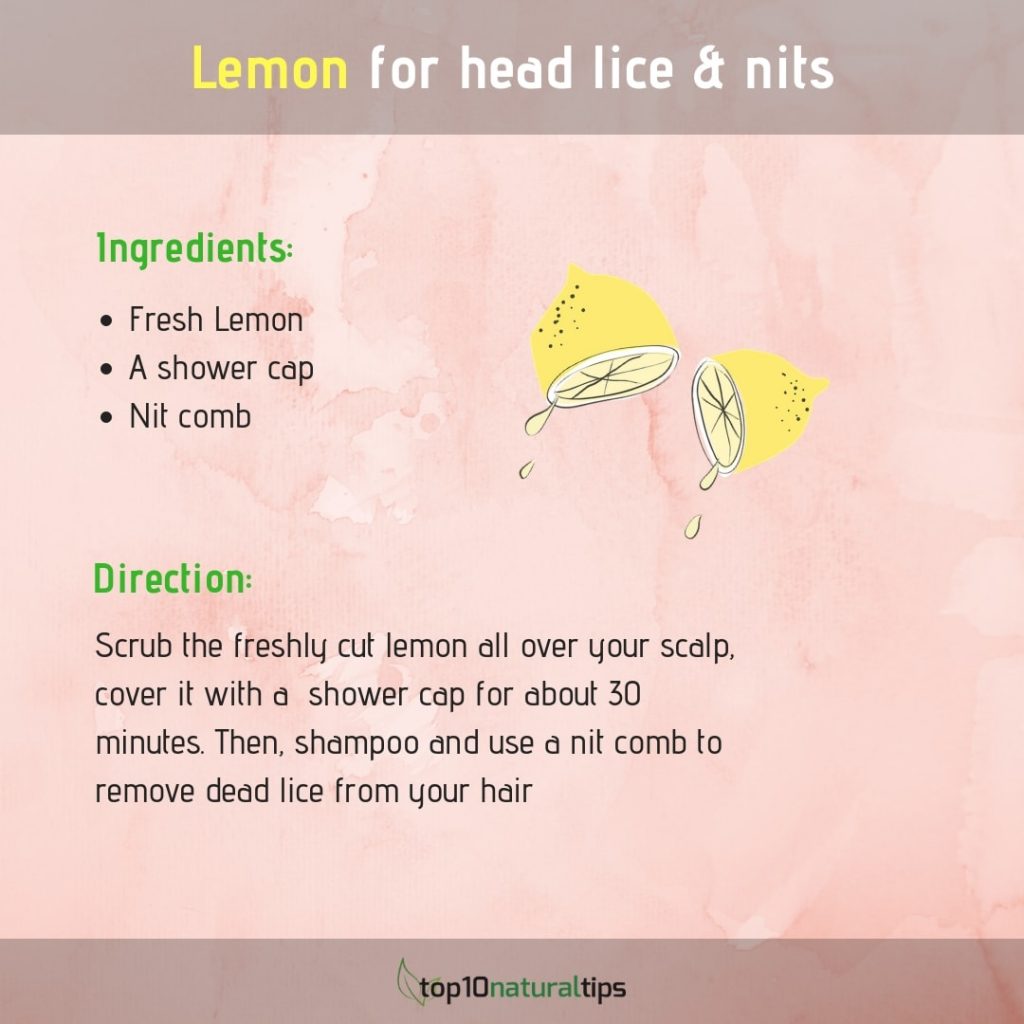 Lemon for head lice & nits
Ingredients:
• Fresh Lemon
• A shower cap
• Nit comb
Direction:
Scrub the freshly cut lemon all over your scalp,
cover it with a shower cap for about 30
minutes. Then, shampoo and use a nit comb to
remove dead lice from your hair
top10naturaltips